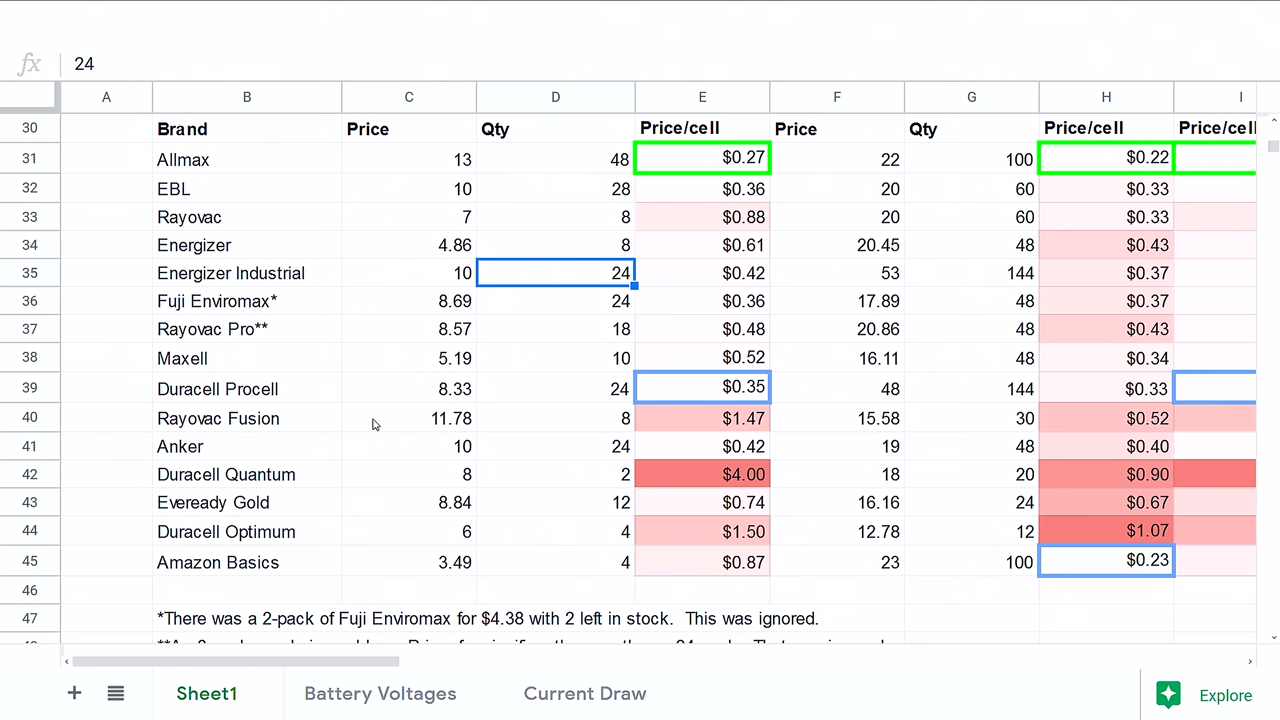 24
A B C D E F G H I
30 Brand Price Qty Price/cell Price Qty Price/cell Price/cell
31 Allmax 13 48 $0.27 22 100 $0.22
32 EBL 10 28 $0.36 20 60 $0.33
33 Rayovac 7 8 $0.88 20 60 $0.33
34 Energizer 4.86 8 $0.61 20.45 48 $0.43
35 Energizer Industrial 10 24 $0.42 53 144 $0.37
36 Fuji Enviromax* 8.69 24 $0.36 17.89 48 $0.37
37 Rayovac Pro** 8.57 18 $0.48 20.86 48 $0.43
38 Maxell 5.19 10 $0.52 16.11 48 $0.34
39 Duracell Procell 8.33 24 $0.35 48 144 $0.33
40 Rayovac Fusion 11.78 8 $1.47 15.58 30 $0.52
41 Anker 10 24 $0.42 19 48 $0.40
42 Duracell Quantum 8 2 $4.00 18 20 $0.90
43 Eveready Gold 8.84 12 $0.74 16.16 24 $0.67
44 Duracell Optimum 6 4 $1.50 12.78 12 $1.07
45 Amazon Basics 3.49 4 $0.87 23 100 $0.23
46
47 *There was a 2-pack of Fuji Enviromax for $4.38 with 2 left in stock. This was ignored.
Sheet1 Battery Voltages Current Draw Explore